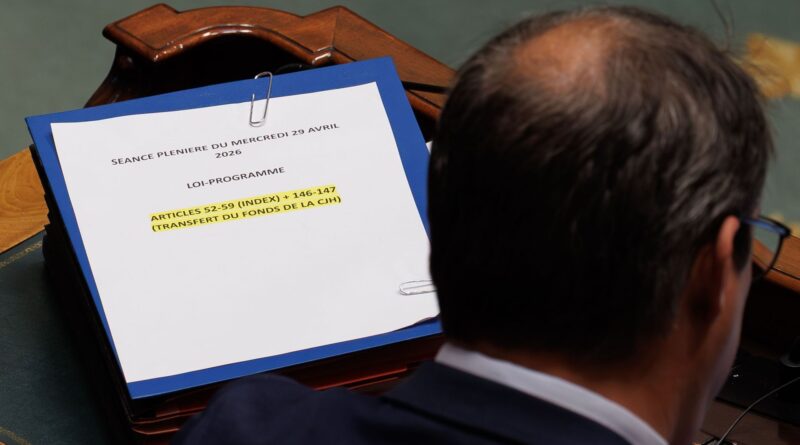 SEANCE PLENIERE DU MERCREDI 29 AVRIL
2026
LOI-PROGRAMME
ARTICLES 52-59 (INDEX) + 146-147
(TRANSFERT DU FONDS DE LA CJH)